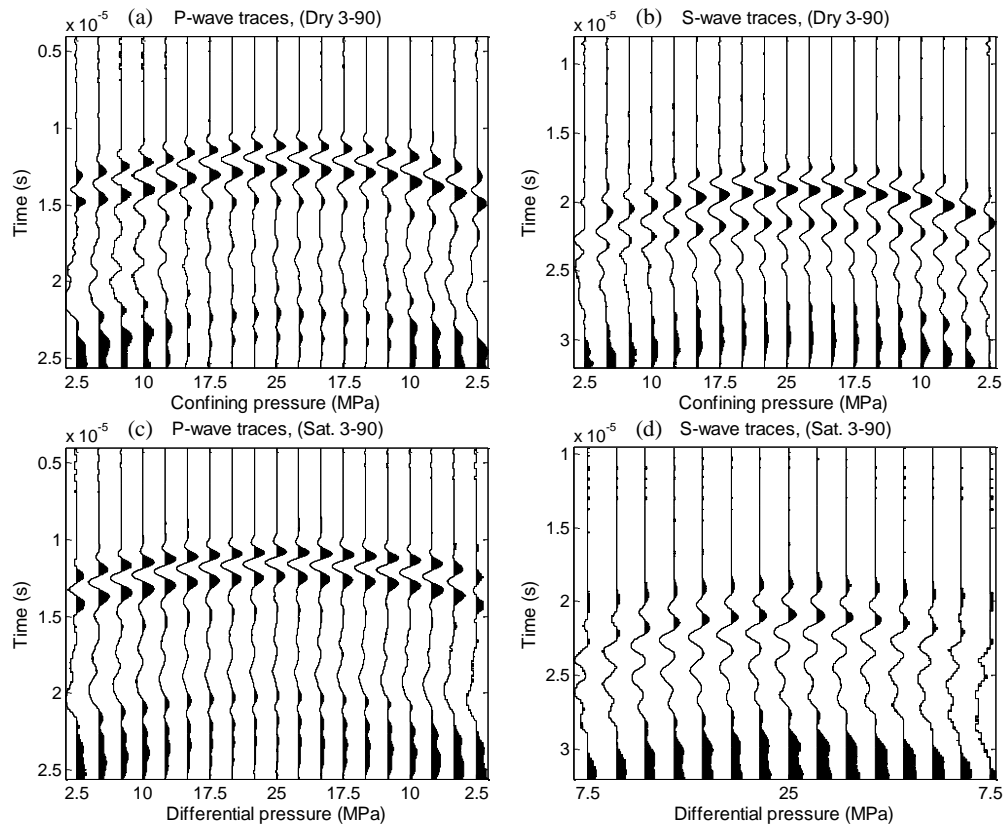 (a) P-wave traces, (Dry 3-90)
x 10⁻⁵
0.5
1
1.5
2
2.5
Time (s)
2.5 10 17.5 25 17.5 10 2.5
Confining pressure (MPa)
(b) S-wave traces, (Dry 3-90)
x 10⁻⁵
1
1.5
2
2.5
3
Time (s)
2.5 10 17.5 25 17.5 10 2.5
Confining pressure (MPa)
(c) P-wave traces, (Sat. 3-90)
x 10⁻⁵
0.5
1
1.5
2
2.5
Time (s)
2.5 10 17.5 25 17.5 10 2.5
Differential pressure (MPa)
(d) S-wave traces, (Sat. 3-90)
x 10⁻⁵
1
1.5
2
2.5
3
Time (s)
7.5 25 7.5
Differential pressure (MPa)